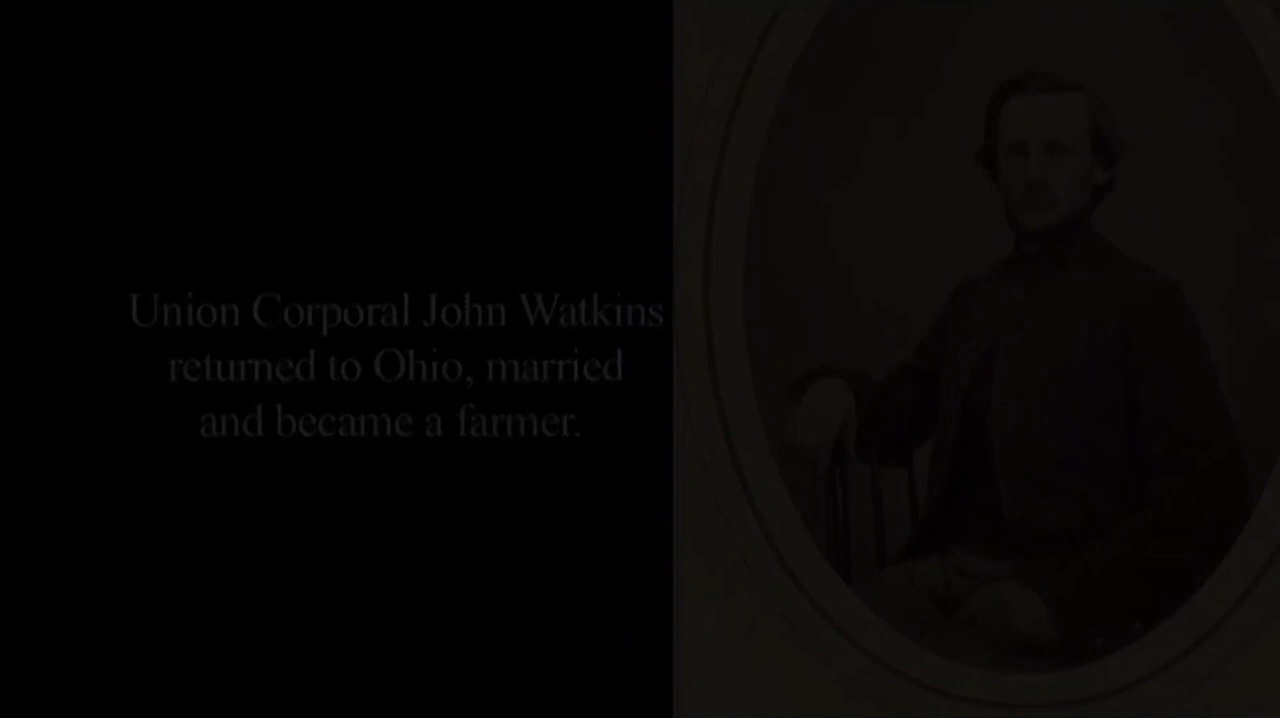 Union Corporal John Watkins
returned to Ohio, married
and became a farmer.